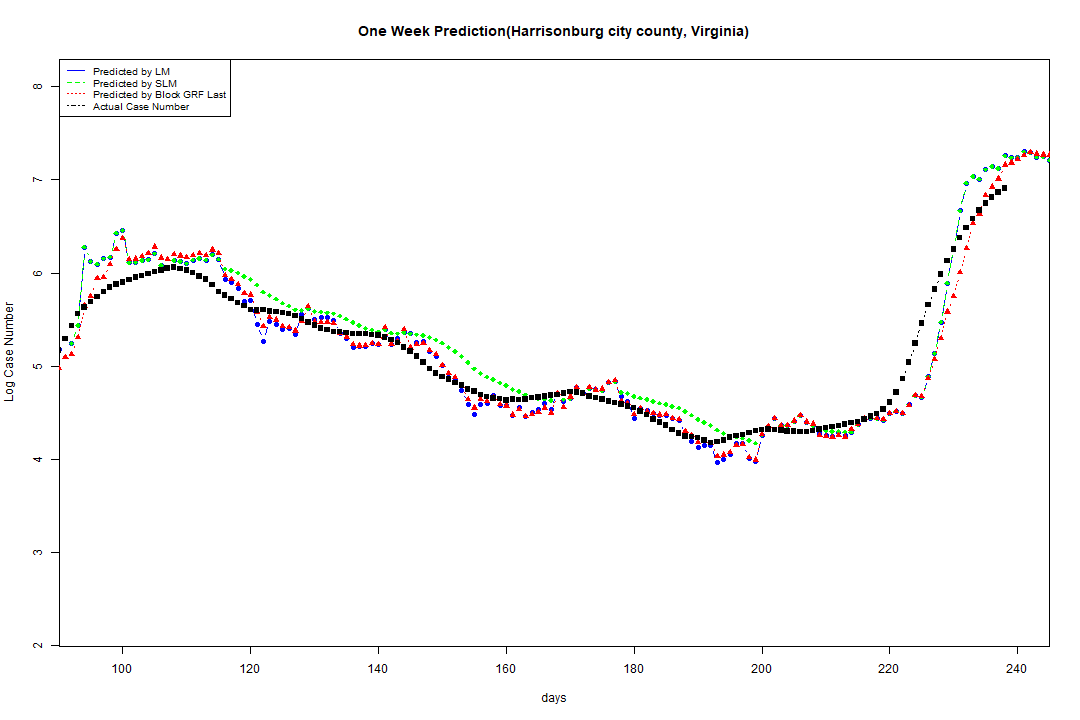 One Week Prediction(Harrisonburg city county, Virginia)
Predicted by LM
Predicted by SLM
Predicted by Block GRF Last
Actual Case Number
8
7
6
5
4
3
2
Log Case Number
100 120 140 160 180 200 220 240
days